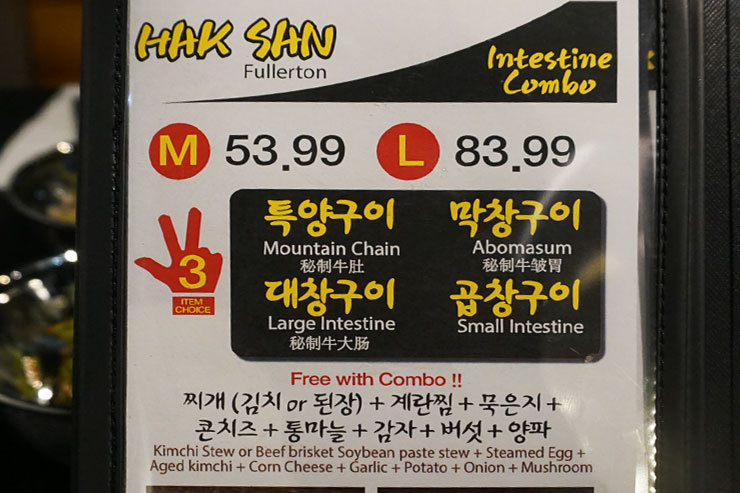 HAK SAN
Fullerton
Intestine
Combo
M 53.99 L 83.99
3
ITEM
CHOICE
특양구이 막창구이
Mountain Chain Abomasum
秘制牛肚 秘制牛皱胃
대창구이 곱창구이
Large Intestine Small Intestine
秘制牛大肠
Free with Combo !!
찌개 (김치 or 된장) + 계란찜 + 묵은지 +
콘치즈 + 통마늘 + 감자 + 버섯 + 양파
Kimchi Stew or Beef brisket Soybean paste stew + Steamed Egg +
Aged kimchi + Corn Cheese + Garlic + Potato + Onion + Mushroom